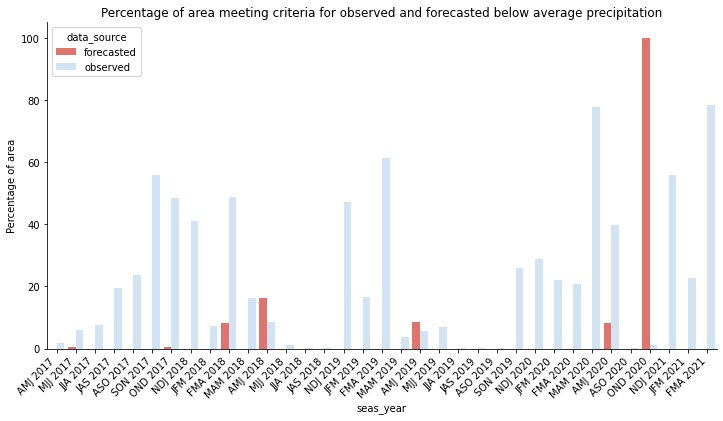 Percentage of area meeting criteria for observed and forecasted below average precipitation
data_source
forecasted
observed
100
80
60
40
20
0
Percentage of area
AMJ 2017
MJJ 2017
JJA 2017
JAS 2017
ASO 2017
SON 2017
OND 2017
NDJ 2018
JFM 2018
FMA 2018
MAM 2018
AMJ 2018
MJJ 2018
JJA 2018
JAS 2018
NDJ 2019
JFM 2019
FMA 2019
MAM 2019
AMJ 2019
MJJ 2019
JJA 2019
JAS 2019
ASO 2019
SON 2019
NDJ 2020
JFM 2020
FMA 2020
MAM 2020
AMJ 2020
ASO 2020
OND 2020
NDJ 2021
JFM 2021
FMA 2021
seas_year